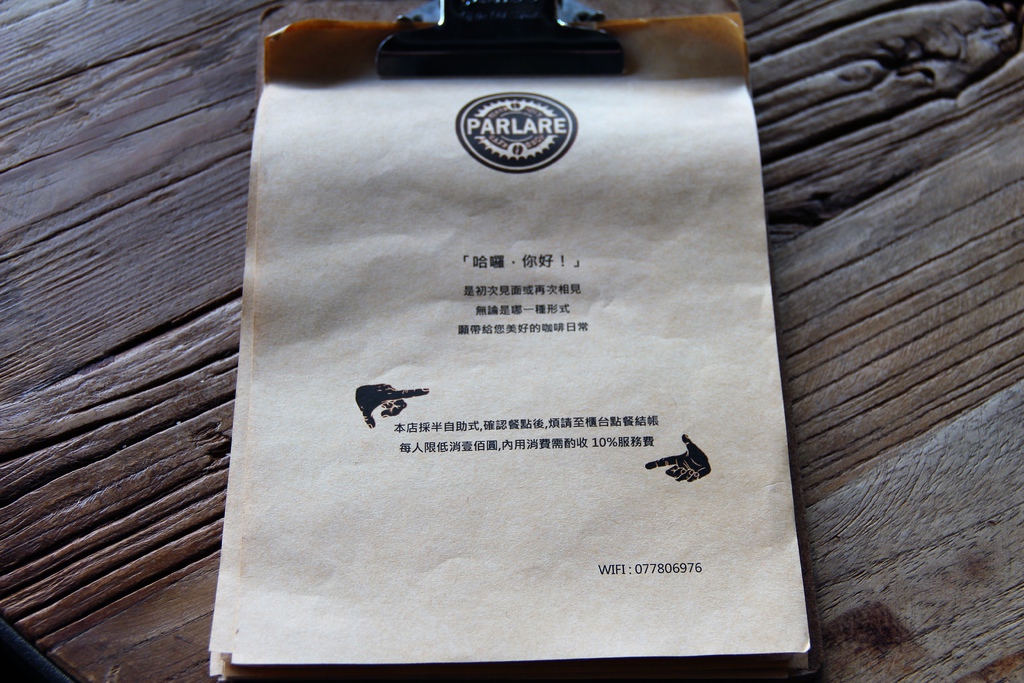 PARLARE
「哈囉．你好！」
是初次見面或再次相見
無論是哪一種形式
願帶給您美好的咖啡日常
本店採半自助式,確認餐點後,煩請至櫃台點餐結帳
每人限低消壹佰圓,內用消費需酌收 10%服務費
WIFI : 077806976